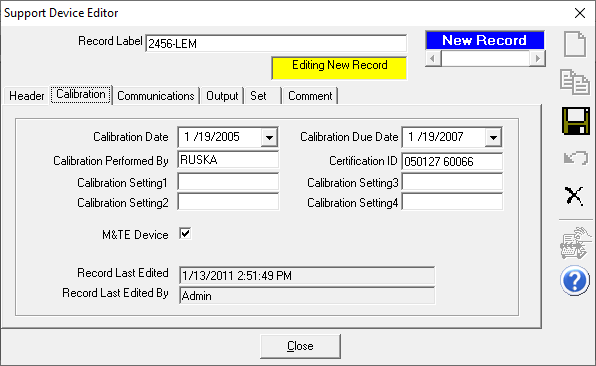 Support Device Editor
Record Label 2456-LEM New Record
Editing New Record
Header Calibration Communications Output Set Comment
Calibration Date 1 /19/2005 Calibration Due Date 1 /19/2007
Calibration Performed By RUSKA Certification ID 050127 60066
Calibration Setting1 Calibration Setting3
Calibration Setting2 Calibration Setting4
M&TE Device
Record Last Edited 1/13/2011 2:51:49 PM
Record Last Edited By Admin
Close